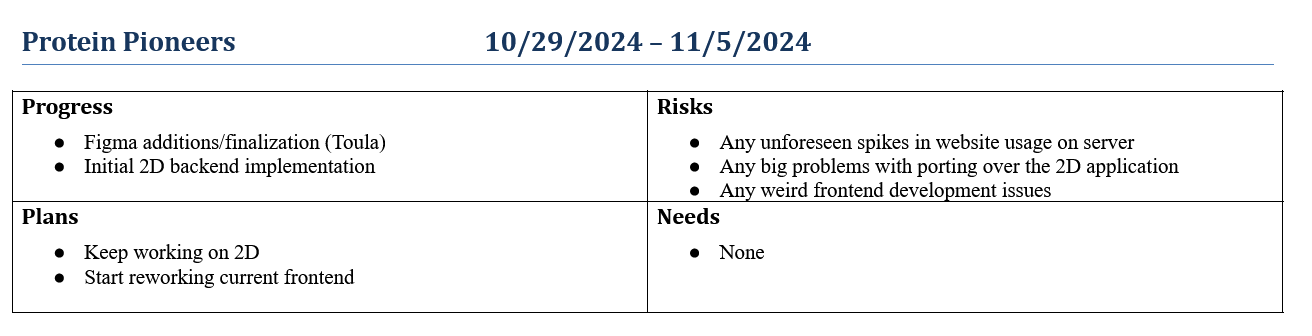 Protein Pioneers 10/29/2024 – 11/5/2024
Progress
● Figma additions/finalization (Toula)
● Initial 2D backend implementation
Risks
● Any unforeseen spikes in website usage on server
● Any big problems with porting over the 2D application
● Any weird frontend development issues
Plans
● Keep working on 2D
● Start reworking current frontend
Needs
● None